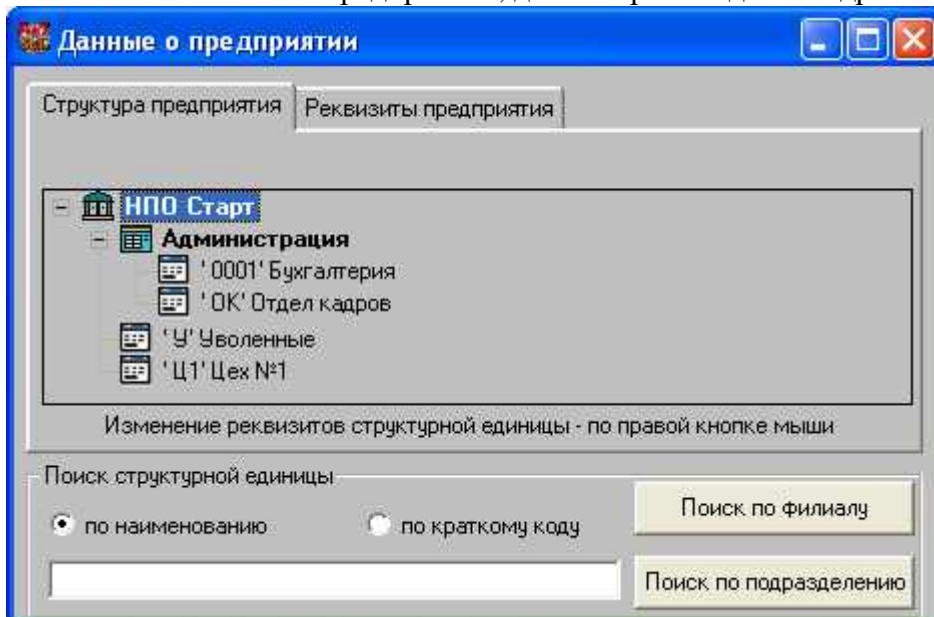 Данные о предприятии
Структура предприятия
Реквизиты предприятия
НПО Старт
Администрация
'0001' Бухгалтерия
'ОК' Отдел кадров
'У' Уволенные
'Ц1' Цех №1
Изменение реквизитов структурной единицы - по правой кнопке мыши
Поиск структурной единицы
по наименованию
по краткому коду
Поиск по филиалу
Поиск по подразделению